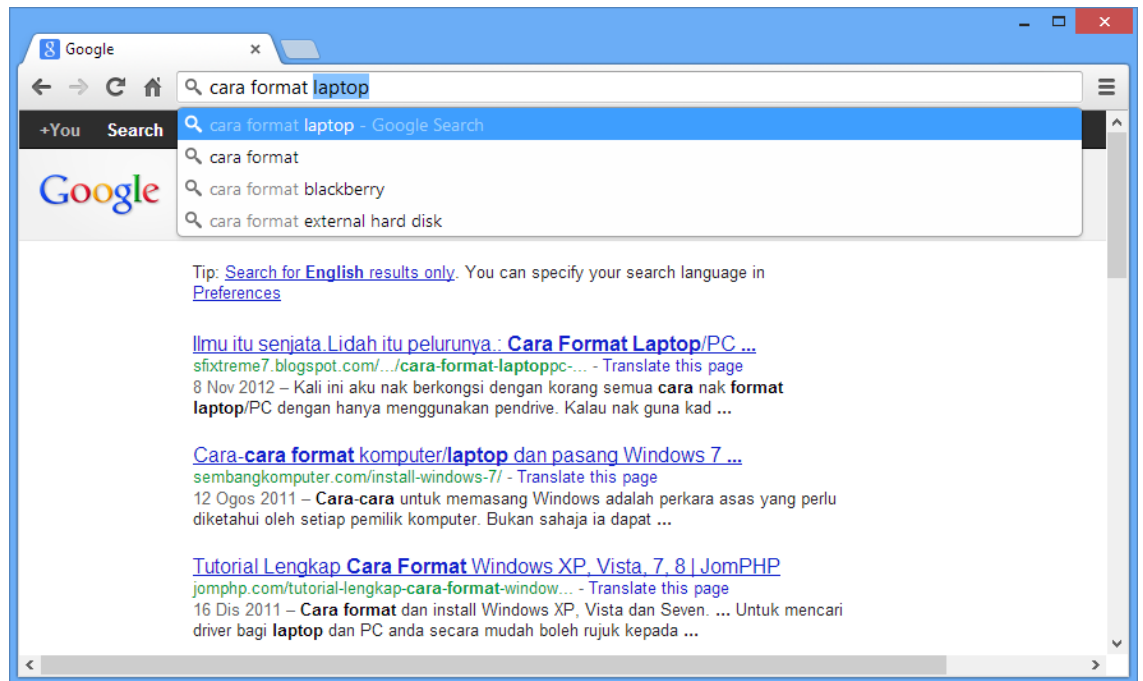 Google
cara format laptop
+You Search
cara format laptop - Google Search
cara format
cara format blackberry
cara format external hard disk
Google
Tip: Search for English results only. You can specify your search language in
Preferences
Ilmu itu senjata.Lidah itu pelurunya.: Cara Format Laptop/PC ...
sfixtreme7.blogspot.com/.../cara-format-laptoppc-... - Translate this page
8 Nov 2012 – Kali ini aku nak berkongsi dengan korang semua cara nak format
laptop/PC dengan hanya menggunakan pendrive. Kalau nak guna kad ...
Cara-cara format komputer/laptop dan pasang Windows 7 ...
sembangkomputer.com/install-windows-7/ - Translate this page
12 Ogos 2011 – Cara-cara untuk memasang Windows adalah perkara asas yang perlu
diketahui oleh setiap pemilik komputer. Bukan sahaja ia dapat ...
Tutorial Lengkap Cara Format Windows XP, Vista, 7, 8 | JomPHP
jomphp.com/tutorial-lengkap-cara-format-window... - Translate this page
16 Dis 2011 – Cara format dan install Windows XP, Vista dan Seven. ... Untuk mencari
driver bagi laptop dan PC anda secara mudah boleh rujuk kepada ...